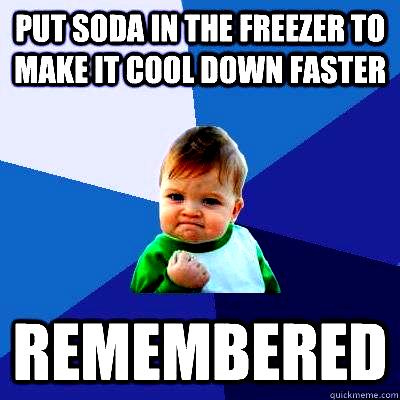 PUT SODA IN THE FREEZER TO
MAKE IT COOL DOWN FASTER
REMEMBERED
quickmeme.com